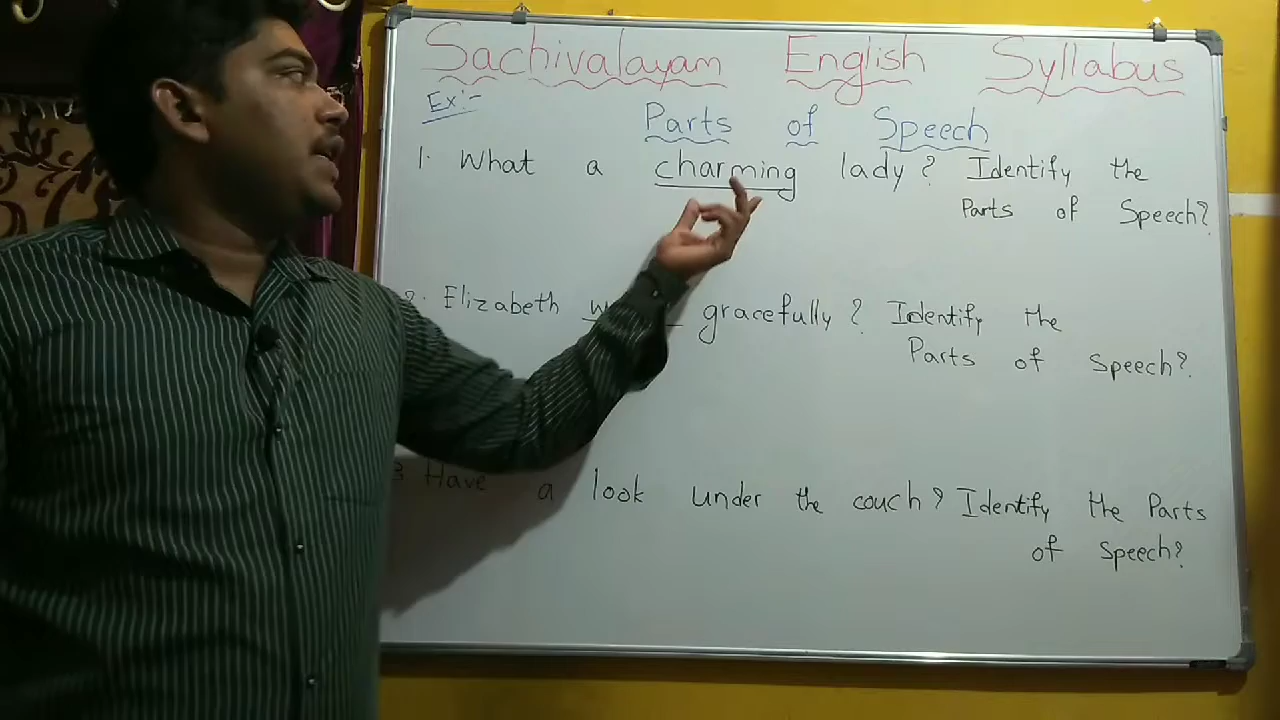 Sachivalayam English Syllabus
Ex:-
Parts of Speech
1. What a charming lady? Identify the
Parts of Speech?
2. Elizabeth gracefully? Identify the
Parts of Speech?
3 Have a look under the couch? Identify the Parts
of Speech?